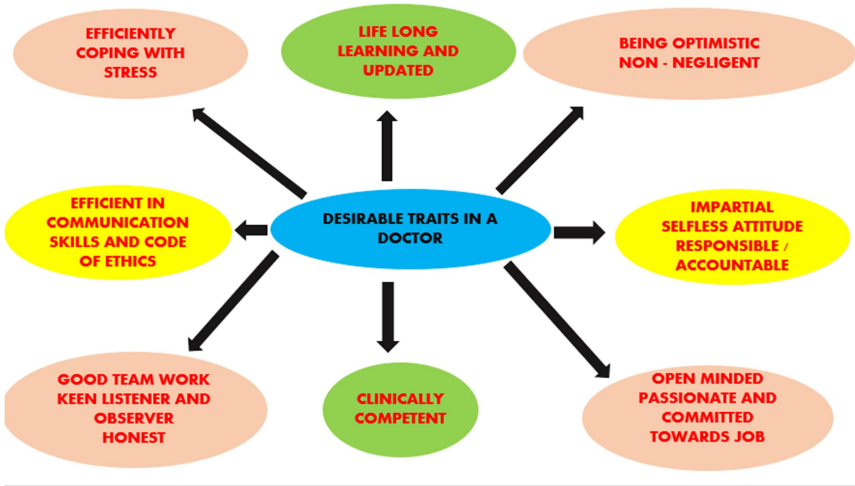 EFFICIENTLY
COPING WITH
STRESS
LIFE LONG
LEARNING AND
UPDATED
BEING OPTIMISTIC
NON - NEGLIGENT
EFFICIENT IN
COMMUNICATION
SKILLS AND CODE
OF ETHICS
DESIRABLE TRAITS IN A
DOCTOR
IMPARTIAL
SELFLESS ATTITUDE
RESPONSIBLE /
ACCOUNTABLE
GOOD TEAM WORK
KEEN LISTENER AND
OBSERVER
HONEST
CLINICALLY
COMPETENT
OPEN MINDED
PASSIONATE AND
COMMITTED
TOWARDS JOB